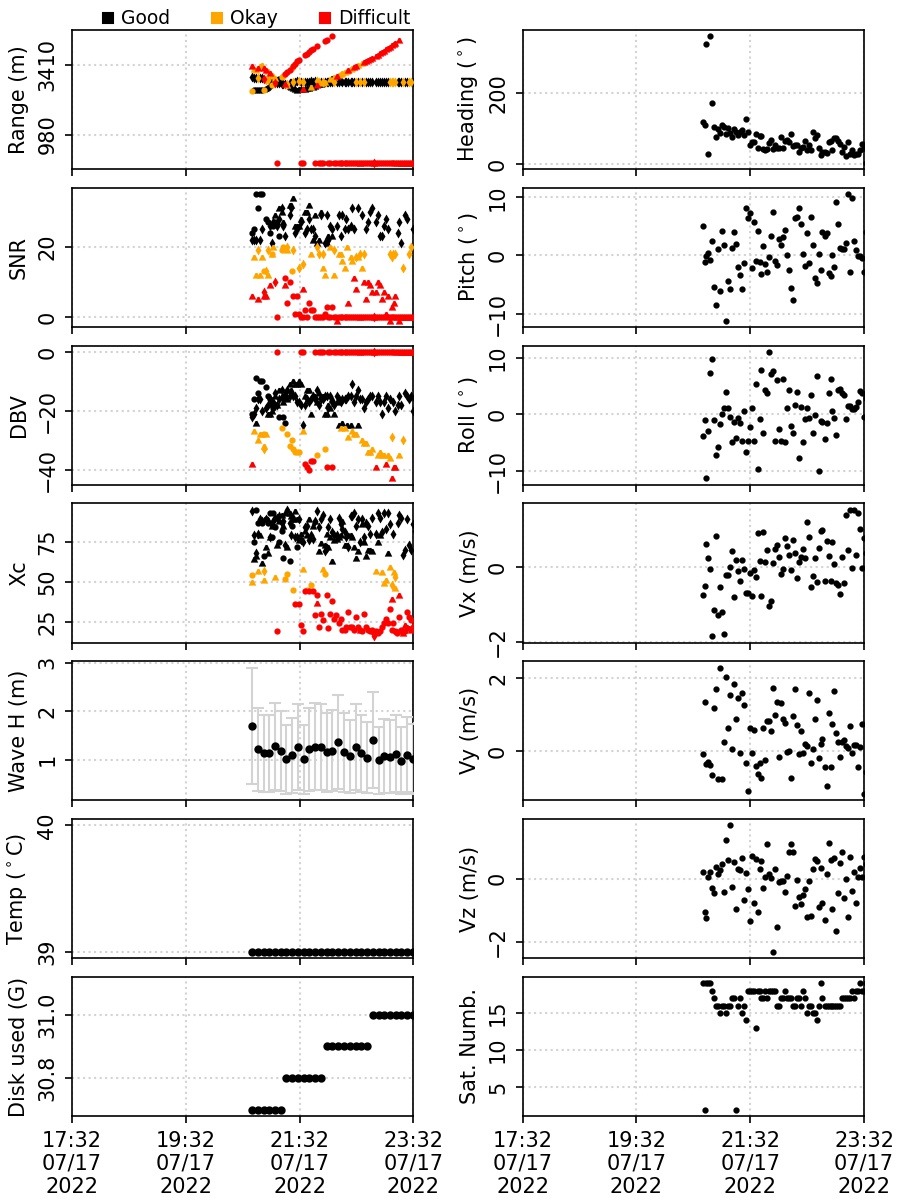 Good Okay Difficult
Range (m)
3410
980
Heading (°)
200
0
SNR
20
0
Pitch (°)
10
0
−10
DBV
0
−20
−40
Roll (°)
10
0
−10
Xc
75
50
25
Vx (m/s)
0
−2
Wave H (m)
3
2
1
Vy (m/s)
2
0
Temp (°C)
40
39
Vz (m/s)
0
−2
Disk used (G)
31.0
30.8
Sat. Numb.
15
10
5
17:32 19:32 21:32 23:32 17:32 19:32 21:32 23:32
07/17 07/17 07/17 07/17 07/17 07/17 07/17 07/17
2022 2022 2022 2022 2022 2022 2022 2022